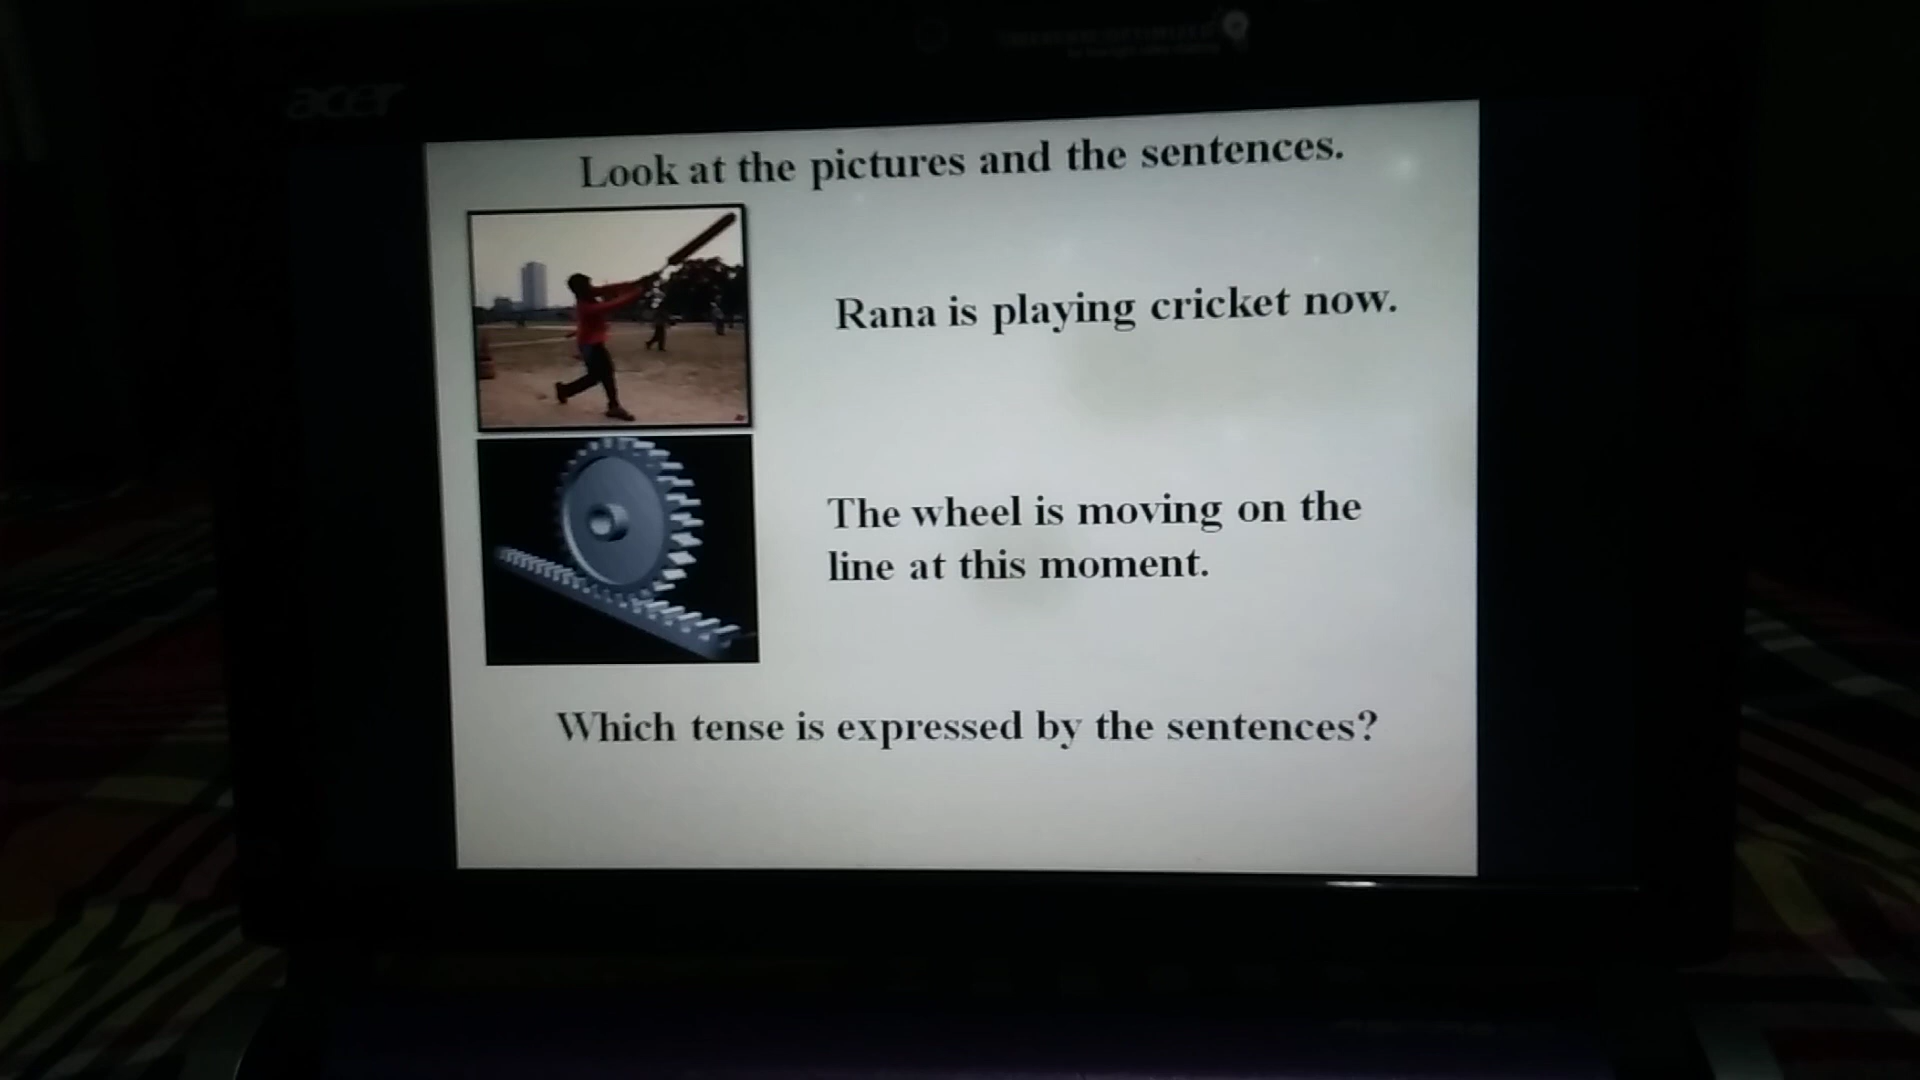 acer
Look at the pictures and the sentences.
Rana is playing cricket now.
The wheel is moving on the
line at this moment.
Which tense is expressed by the sentences?